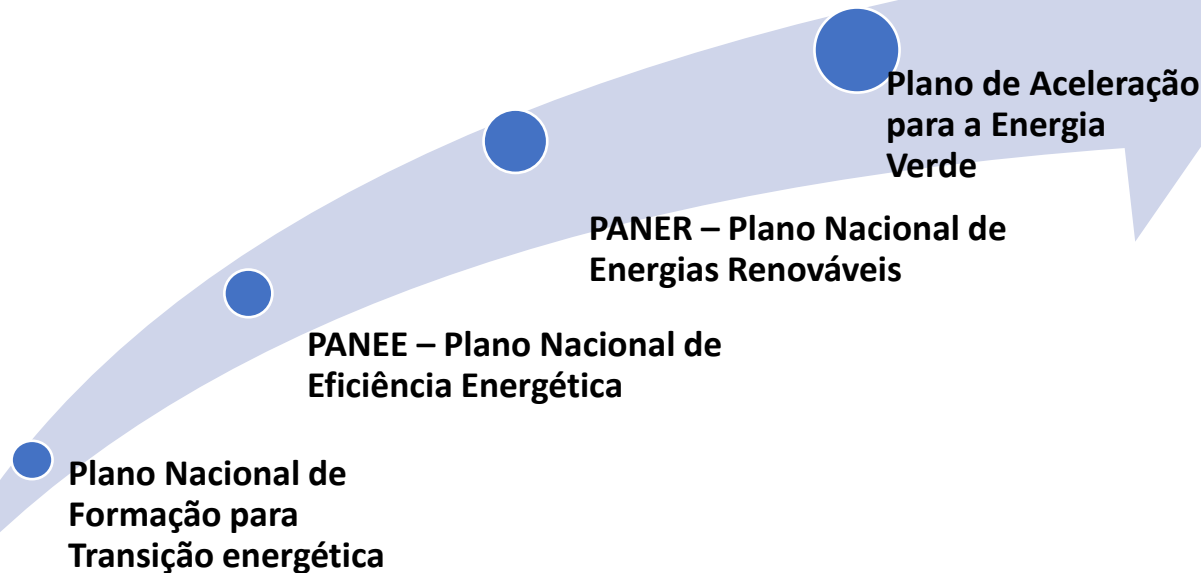 Plano de Aceleração
para a Energia
Verde
PANER – Plano Nacional de
Energias Renováveis
PANEE – Plano Nacional de
Eficiência Energética
Plano Nacional de
Formação para
Transição energética